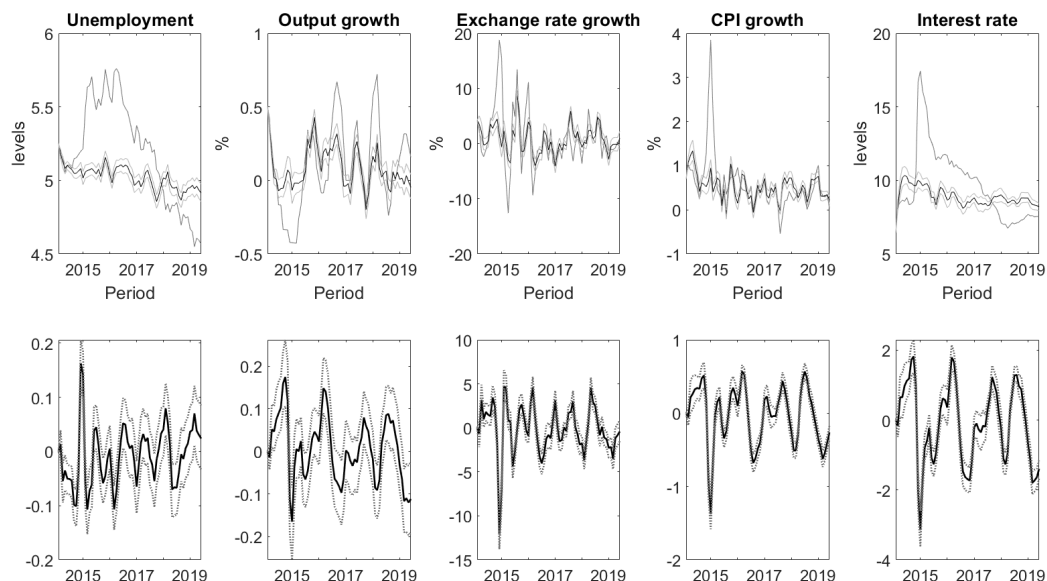 Unemployment
Output growth
Exchange rate growth
CPI growth
Interest rate
6
5.5
5
4.5
levels
2015 2017 2019
Period
1
0.5
0
-0.5
%
2015 2017 2019
Period
20
10
0
-10
-20
%
2015 2017 2019
Period
4
3
2
1
0
-1
%
2015 2017 2019
Period
20
15
10
5
levels
2015 2017 2019
Period
0.2
0.1
0
-0.1
-0.2
2015 2017 2019
0.2
0.1
0
-0.1
-0.2
2015 2017 2019
10
5
0
-5
-10
-15
2015 2017 2019
1
0
-1
-2
2015 2017 2019
2
0
-2
-4
2015 2017 2019